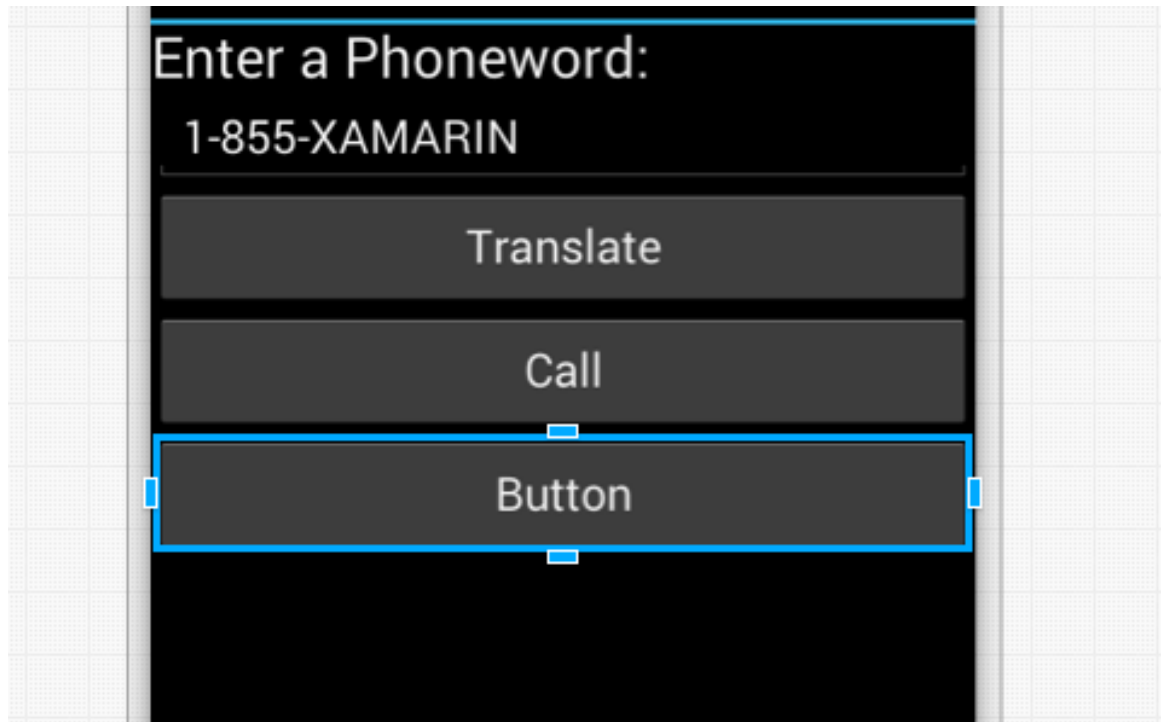 Enter a Phoneword:
1-855-XAMARIN
Translate
Call
Button